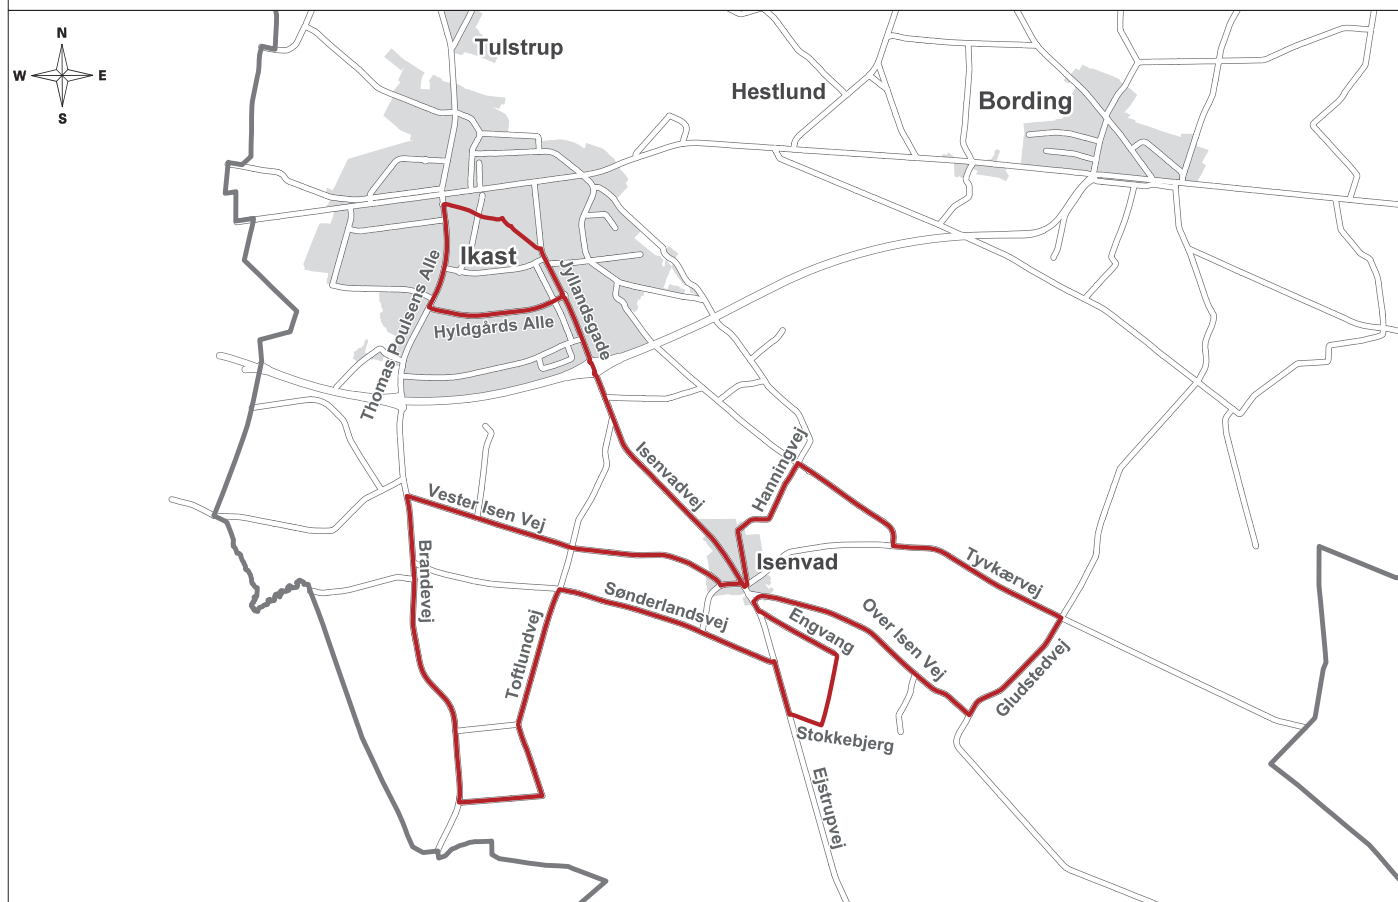 N
W
E
S
Tulstrup
Hestlund
Bording
Ikast
Thomas Poulsens Alle
Jyllandsgade
Hyldgårds Alle
Isenvadvej
Hanningvej
Vester Isen Vej
Brandevej
Isenvad
Tyvkærvej
Sønderlandsvej
Engvang
Over Isen Vej
Toftlundvej
Gludstedvej
Stokkebjerg
Ejstrupvej